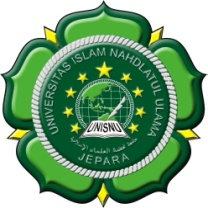 UNIVERSITAS ISLAM NAHDLATUL ULAMA
UNISNU
JEPARA